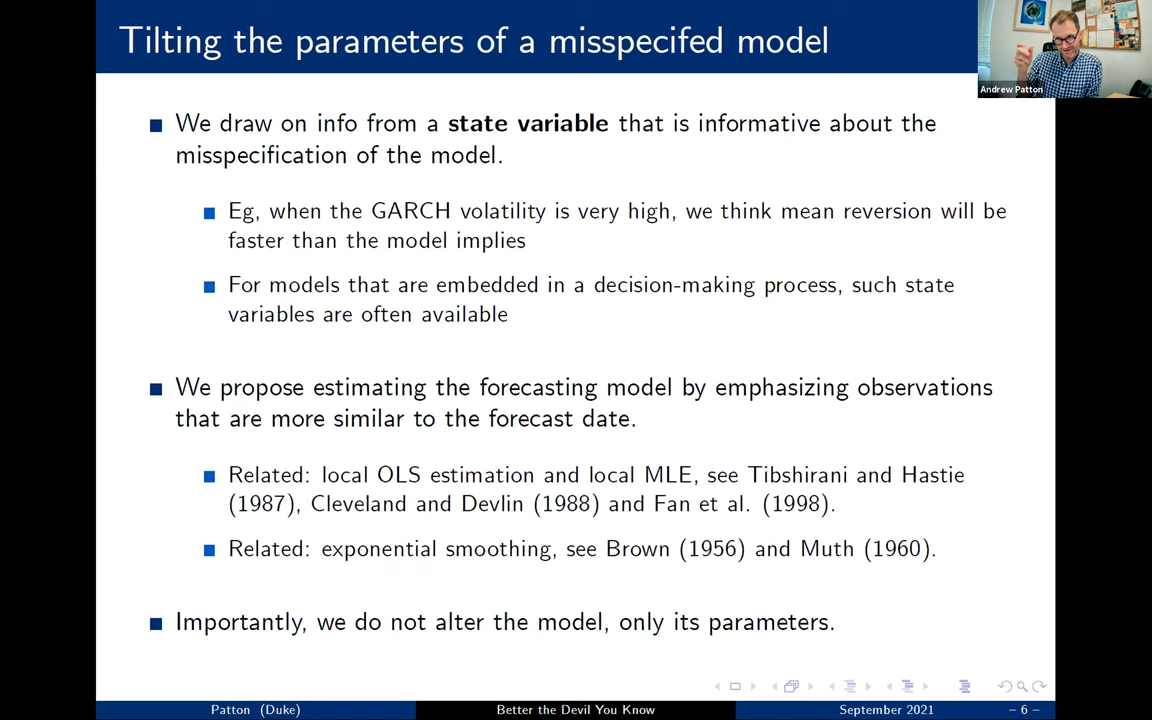 Tilting the parameters of a misspecifed model
Andrew Patton
We draw on info from a state variable that is informative about the
misspecification of the model.
Eg, when the GARCH volatility is very high, we think mean reversion will be
faster than the model implies
For models that are embedded in a decision-making process, such state
variables are often available
We propose estimating the forecasting model by emphasizing observations
that are more similar to the forecast date.
Related: local OLS estimation and local MLE, see Tibshirani and Hastie
(1987), Cleveland and Devlin (1988) and Fan et al. (1998).
Related: exponential smoothing, see Brown (1956) and Muth (1960).
Importantly, we do not alter the model, only its parameters.
Patton (Duke) Better the Devil You Know September 2021 – 6 –